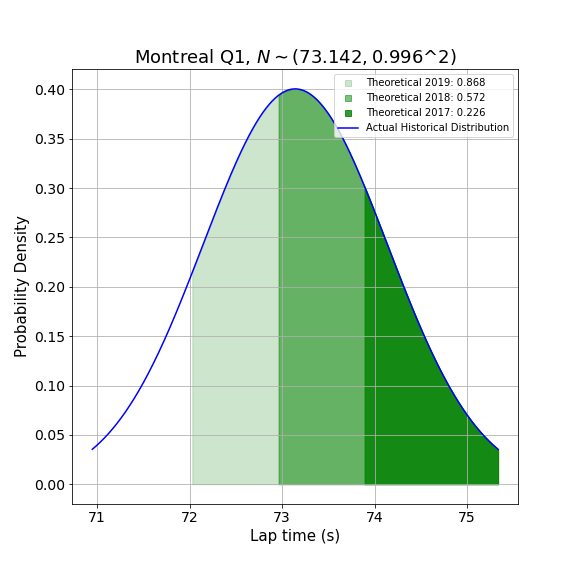 Montreal Q1, N ∼ (73.142, 0.996^2)
Theoretical 2019: 0.868
Theoretical 2018: 0.572
Theoretical 2017: 0.226
Actual Historical Distribution
0.40
0.35
0.30
0.25
0.20
0.15
0.10
0.05
0.00
Probability Density
71 72 73 74 75
Lap time (s)